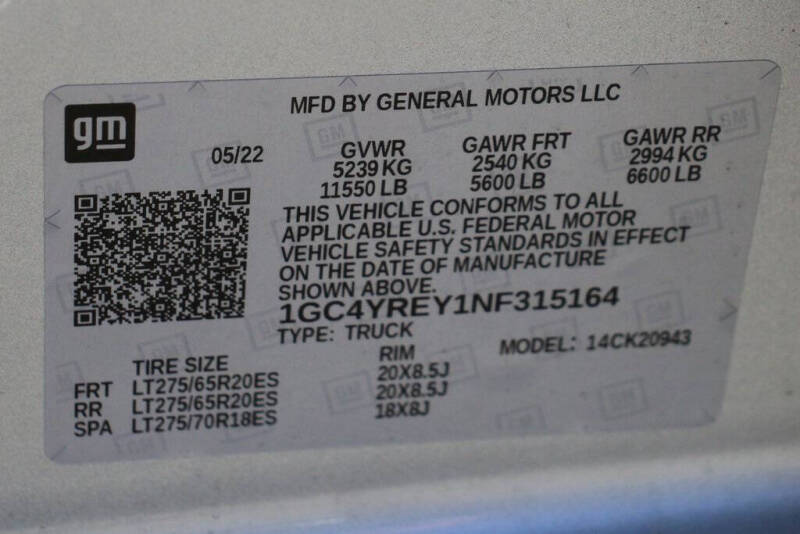 gm
MFD BY GENERAL MOTORS LLC
05/22 GVWR GAWR FRT GAWR RR
5239 KG 2540 KG 2994 KG
11550 LB 5600 LB 6600 LB
THIS VEHICLE CONFORMS TO ALL
APPLICABLE U.S. FEDERAL MOTOR
VEHICLE SAFETY STANDARDS IN EFFECT
ON THE DATE OF MANUFACTURE
SHOWN ABOVE.
1GC4YREY1NF315164
TYPE: TRUCK MODEL: 14CK20943
TIRE SIZE RIM
FRT LT275/65R20ES 20X8.5J
RR LT275/65R20ES 20X8.5J
SPA LT275/70R18ES 18X8J